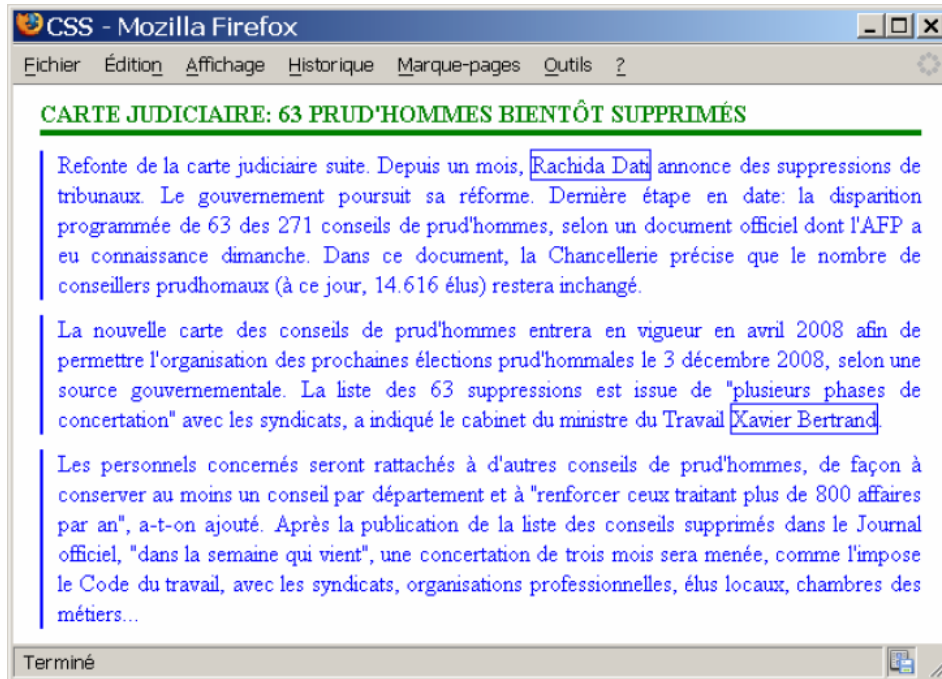 CSS - Mozilla Firefox
Fichier Édition Affichage Historique Marque-pages Outils ?
CARTE JUDICIAIRE: 63 PRUD'HOMMES BIENTÔT SUPPRIMÉS
Refonte de la carte judiciaire suite. Depuis un mois, Rachida Dati annonce des suppressions de
tribunaux. Le gouvernement poursuit sa réforme. Dernière étape en date: la disparition
programmée de 63 des 271 conseils de prud'hommes, selon un document officiel dont l'AFP a
eu connaissance dimanche. Dans ce document, la Chancellerie précise que le nombre de
conseillers prudhomaux (à ce jour, 14.616 élus) restera inchangé.
La nouvelle carte des conseils de prud'hommes entrera en vigueur en avril 2008 afin de
permettre l'organisation des prochaines élections prud'hommales le 3 décembre 2008, selon une
source gouvernementale. La liste des 63 suppressions est issue de "plusieurs phases de
concertation" avec les syndicats, a indiqué le cabinet du ministre du Travail Xavier Bertrand.
Les personnels concernés seront rattachés à d'autres conseils de prud'hommes, de façon à
conserver au moins un conseil par département et à "renforcer ceux traitant plus de 800 affaires
par an", a-t-on ajouté. Après la publication de la liste des conseils supprimés dans le Journal
officiel, "dans la semaine qui vient", une concertation de trois mois sera menée, comme l'impose
le Code du travail, avec les syndicats, organisations professionnelles, élus locaux, chambres des
métiers...
Terminé